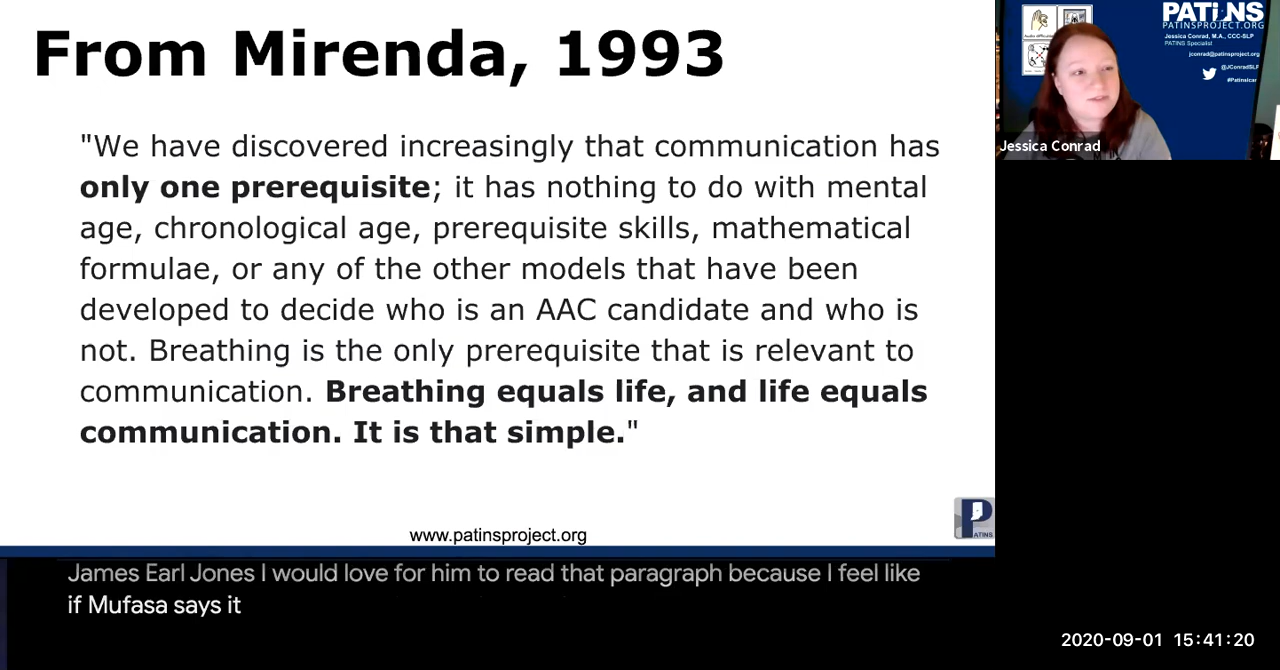 From Mirenda, 1993
"We have discovered increasingly that communication has
only one prerequisite; it has nothing to do with mental
age, chronological age, prerequisite skills, mathematical
formulae, or any of the other models that have been
developed to decide who is an AAC candidate and who is
not. Breathing is the only prerequisite that is relevant to
communication. Breathing equals life, and life equals
communication. It is that simple."
www.patinsproject.org
PATINS
PATINS
PATINSPROJECT.ORG
Jessica Conrad, M.A., CCC-SLP
PATINS Specialist
jconrad@patinsproject.org
@JConradSLP
#PatinsIcam
Jessica Conrad
James Earl Jones I would love for him to read that paragraph because I feel like
if Mufasa says it
2020-09-01 15:41:20